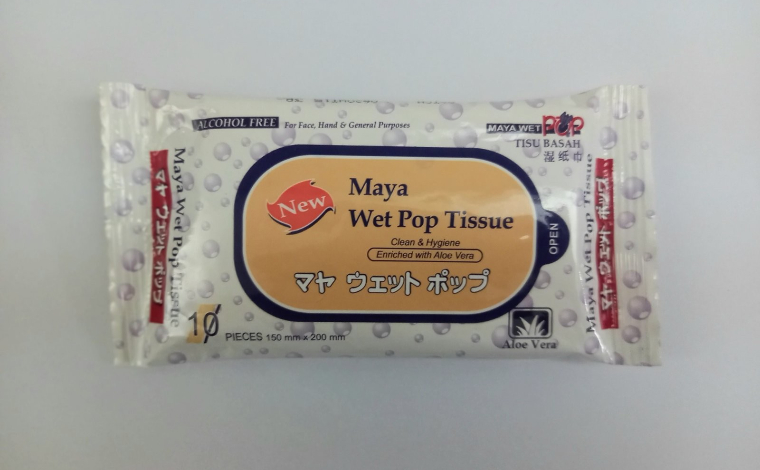 ALCOHOL FREE
For Face, Hand & General Purposes
MAYA WET POP
TISU BASAH
湿纸巾
New
Maya
Wet Pop Tissue
Clean & Hygiene
Enriched with Aloe Vera
マヤ ウェット ポップ
OPEN
マヤ ウェット ポップ
Maya Wet Pop Tissue
Maya Wet Pop Tissue
マヤ ウェット ポップ
10
PIECES 150 mm x 200 mm
Aloe Vera